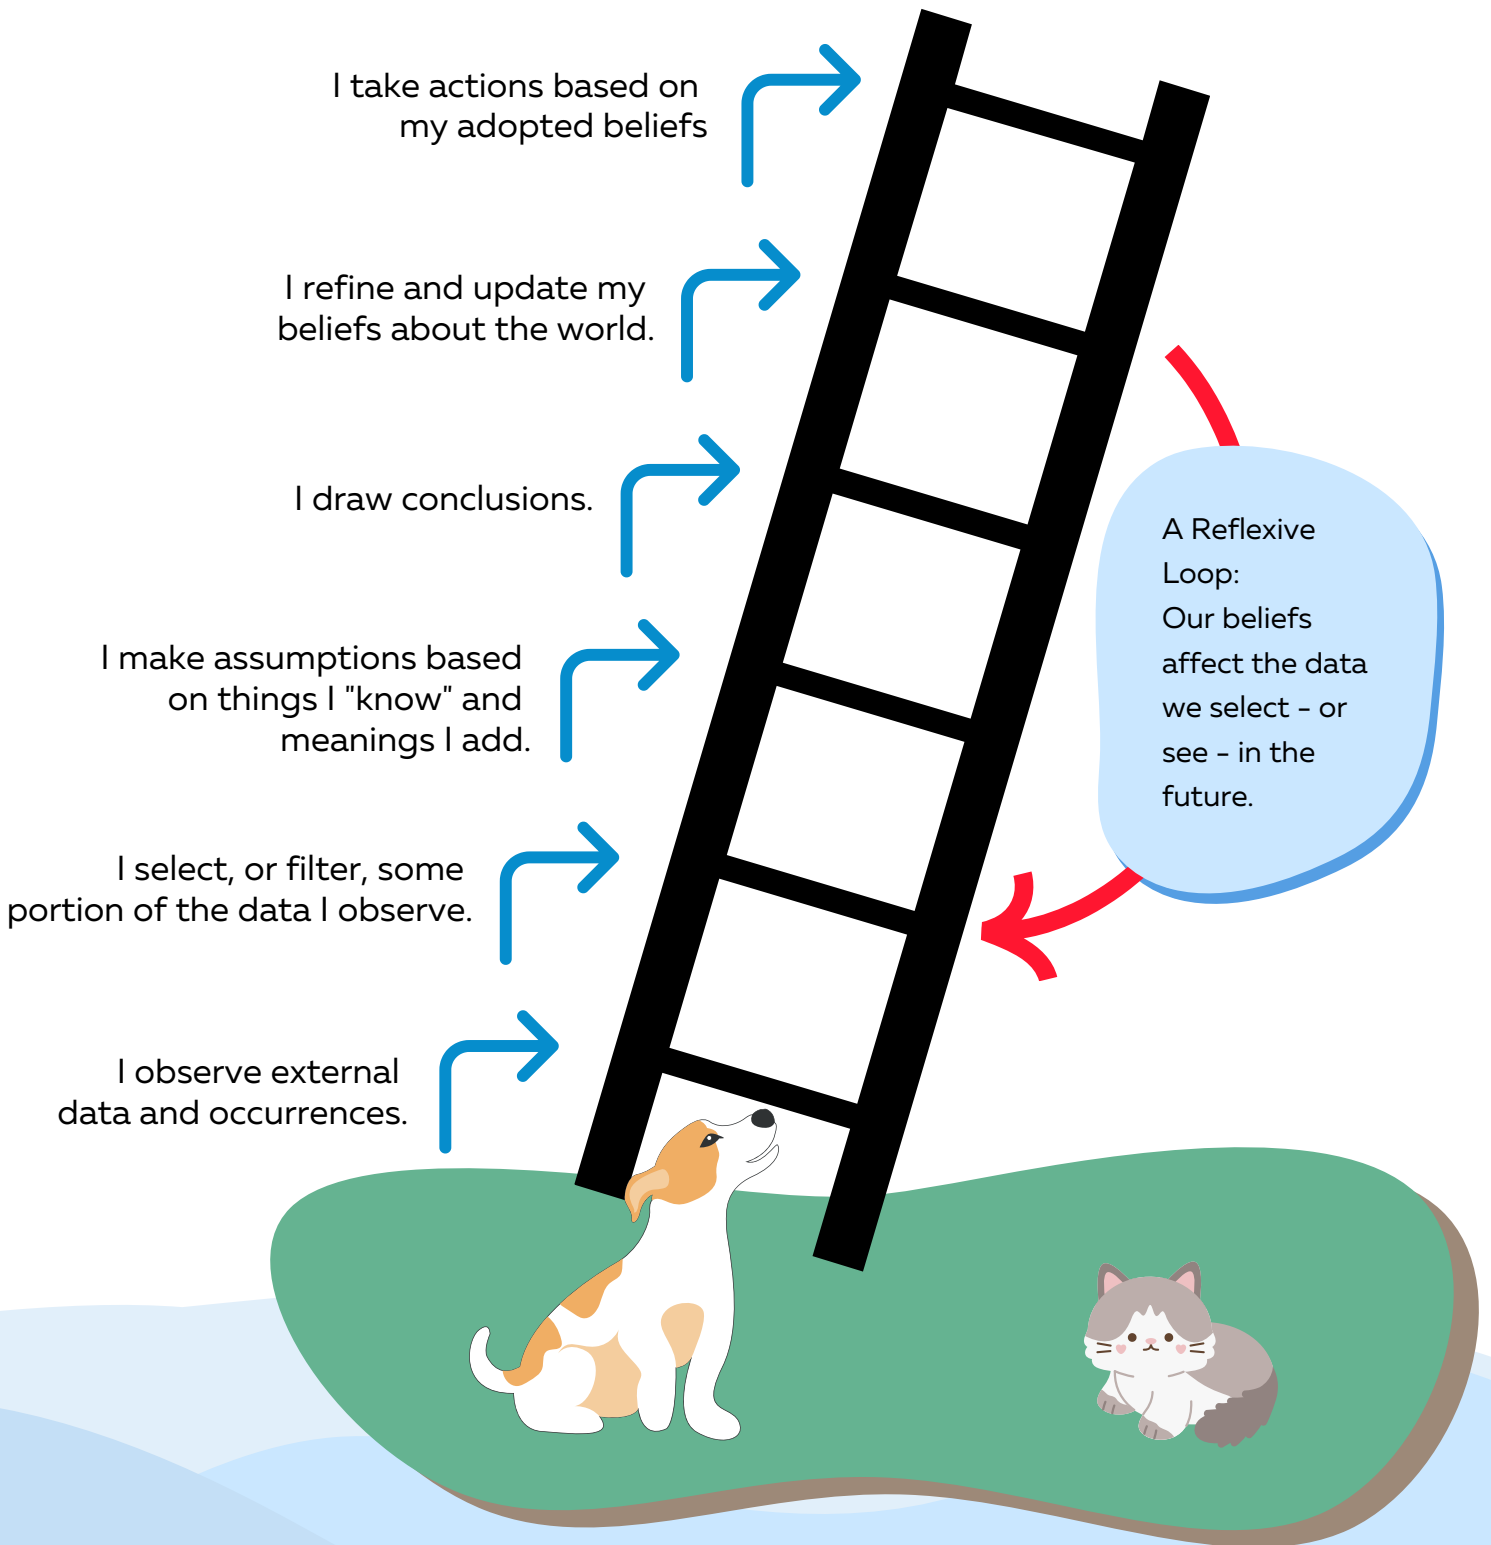 I take actions based on
my adopted beliefs
I refine and update my
beliefs about the world.
I draw conclusions.
I make assumptions based
on things I "know" and
meanings I add.
I select, or filter, some
portion of the data I observe.
I observe external
data and occurrences.
A Reflexive
Loop:
Our beliefs
affect the data
we select - or
see - in the
future.